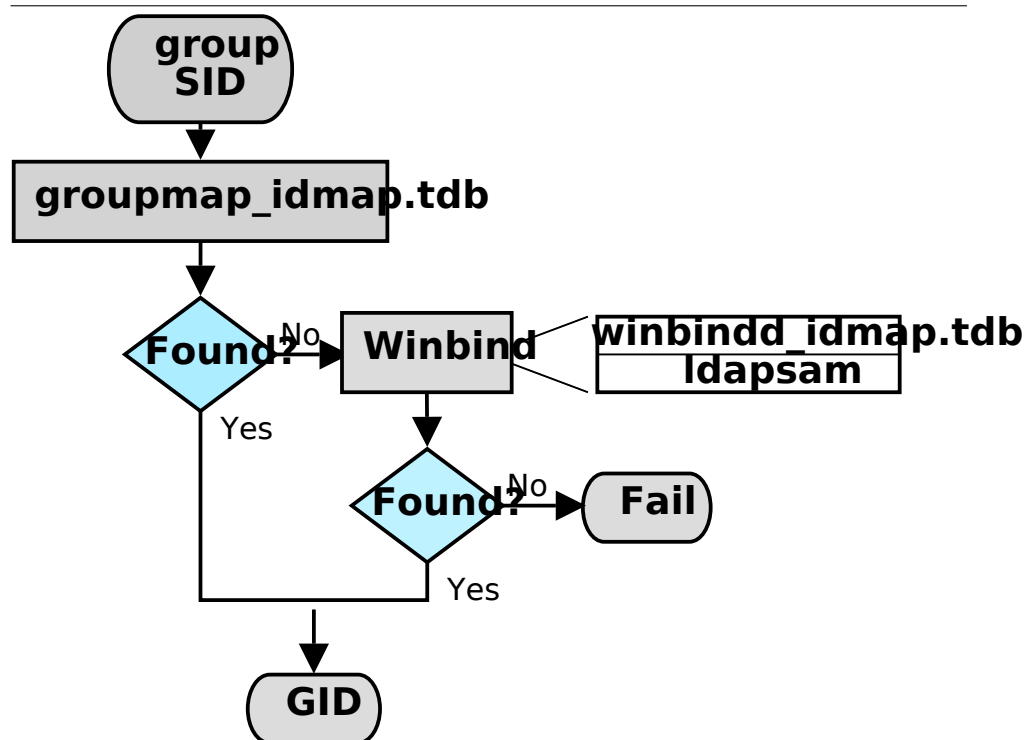 group
SID
groupmap_idmap.tdb
Found?
No
Winbind
winbindd_idmap.tdb
ldapsam
Yes
Found?
No
Fail
Yes
GID